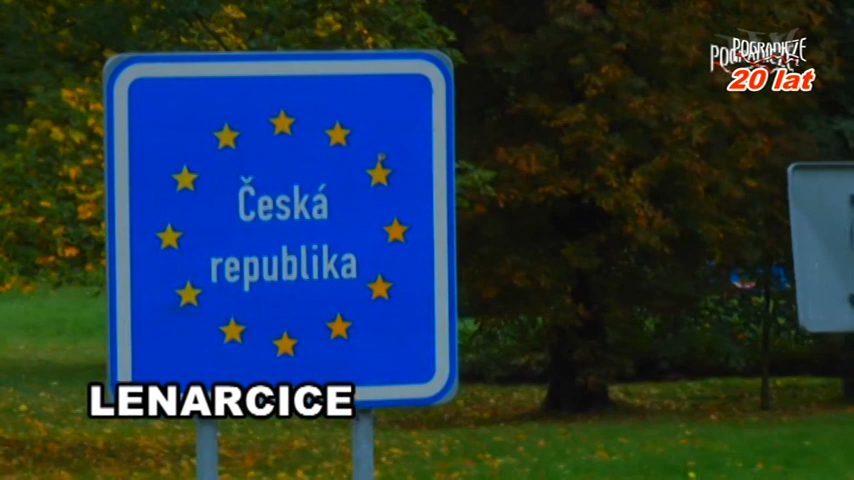 POGRANICZE
20 lat
Česká
republika
LENARCICE